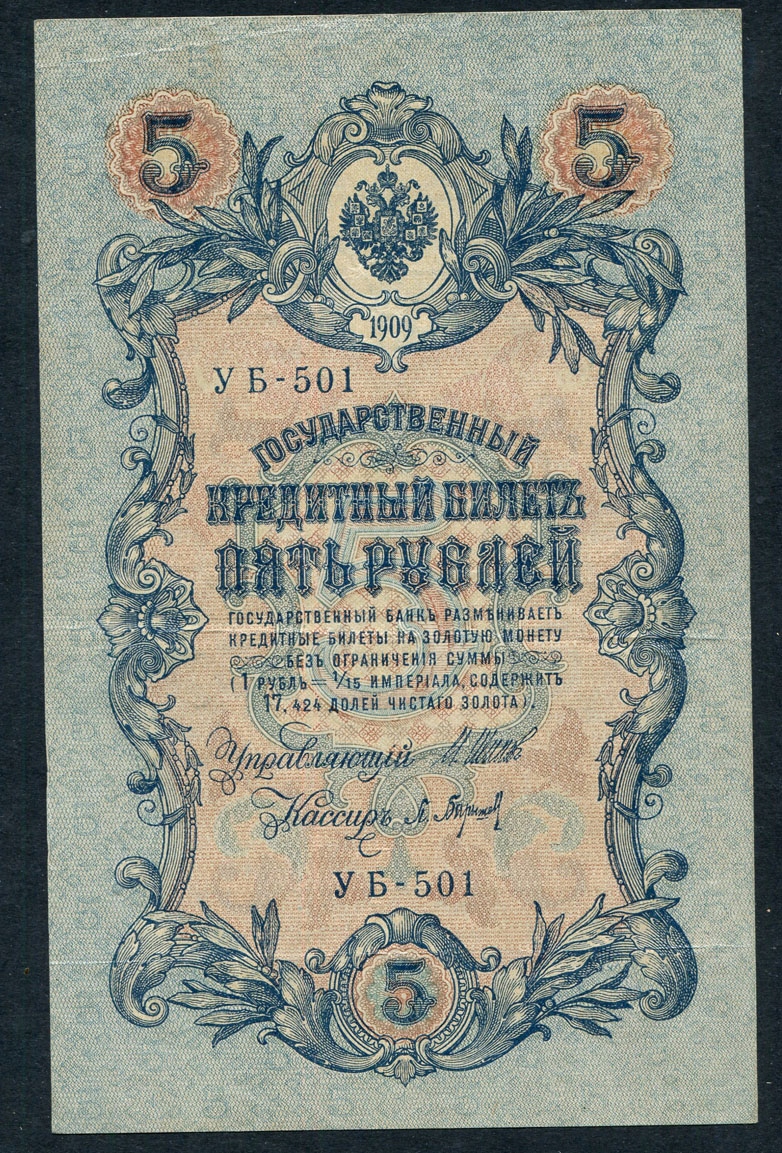 5
5
1909
УБ-501
ГОСУДАРСТВЕННЫЙ
КРЕДИТНЫЙ БИЛЕТЪ
ПЯТЬ РУБЛЕЙ
ГОСУДАРСТВЕННЫЙ БАНКЪ РАЗМѢНИВАЕТЪ
КРЕДИТНЫЕ БИЛЕТЫ НА ЗОЛОТУЮ МОНЕТУ
БЕЗЪ ОГРАНИЧЕНІЯ СУММЫ
(1 РУБЛЬ = 1/15 ИМПЕРІАЛА, СОДЕРЖИТЪ
17,424 ДОЛЕЙ ЧИСТАГО ЗОЛОТА).
Управляющій
Кассиръ
УБ-501
5